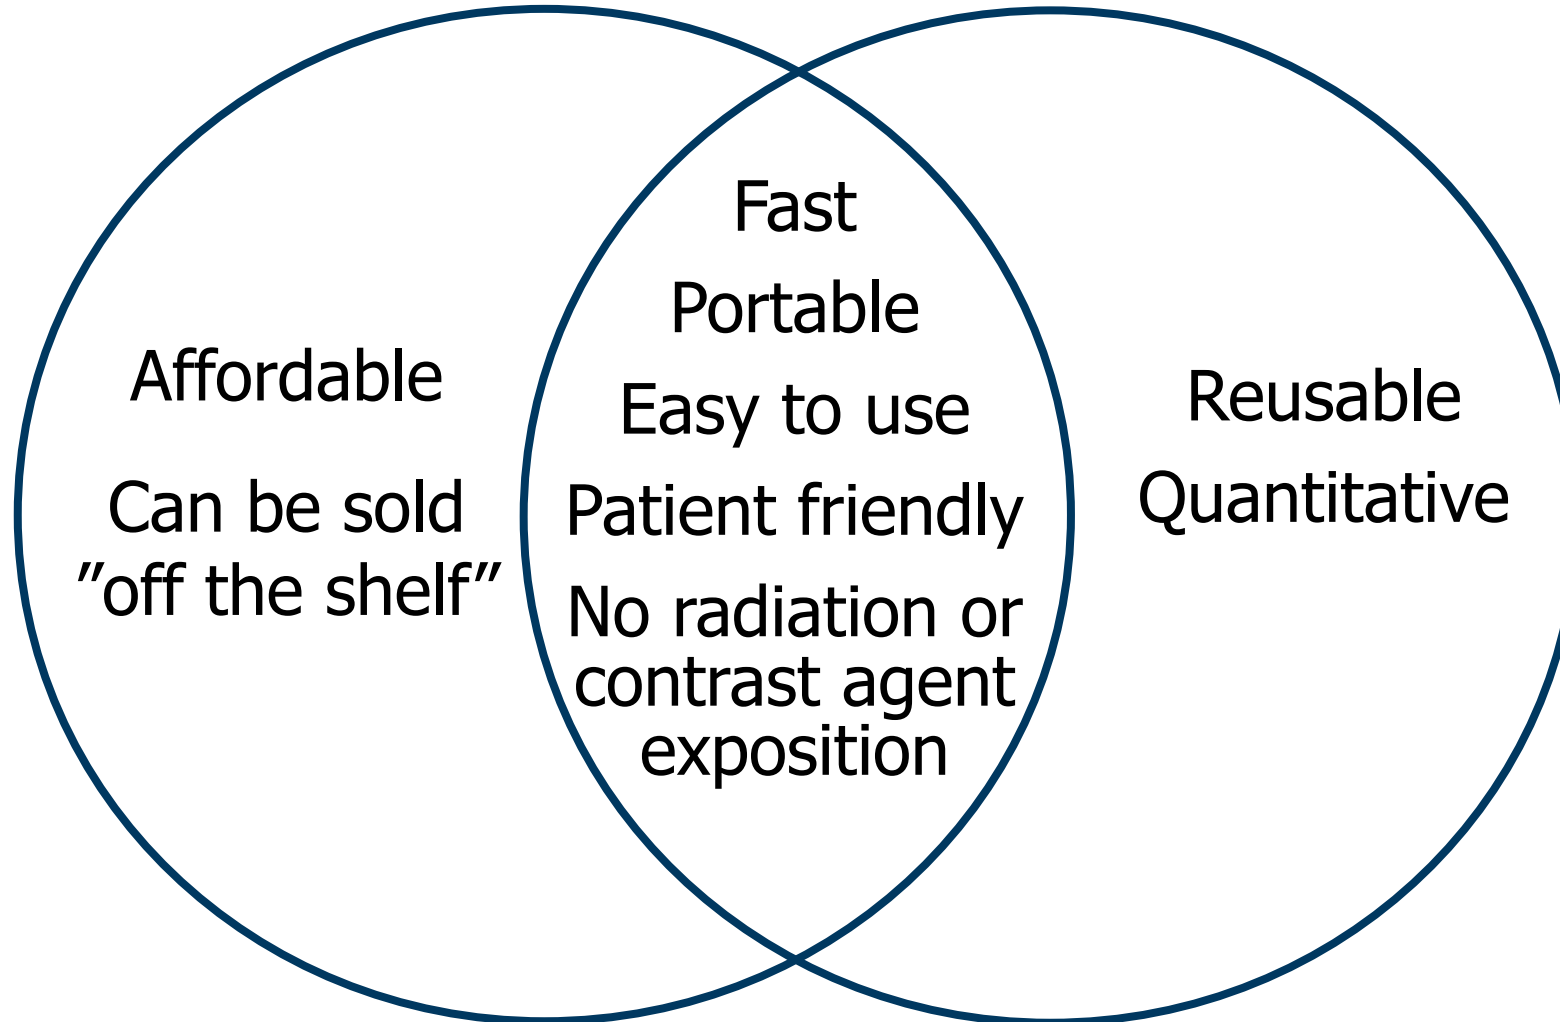 Affordable
Can be sold
″off the shelf″
Fast
Portable
Easy to use
Patient friendly
No radiation or
contrast agent
exposition
Reusable
Quantitative